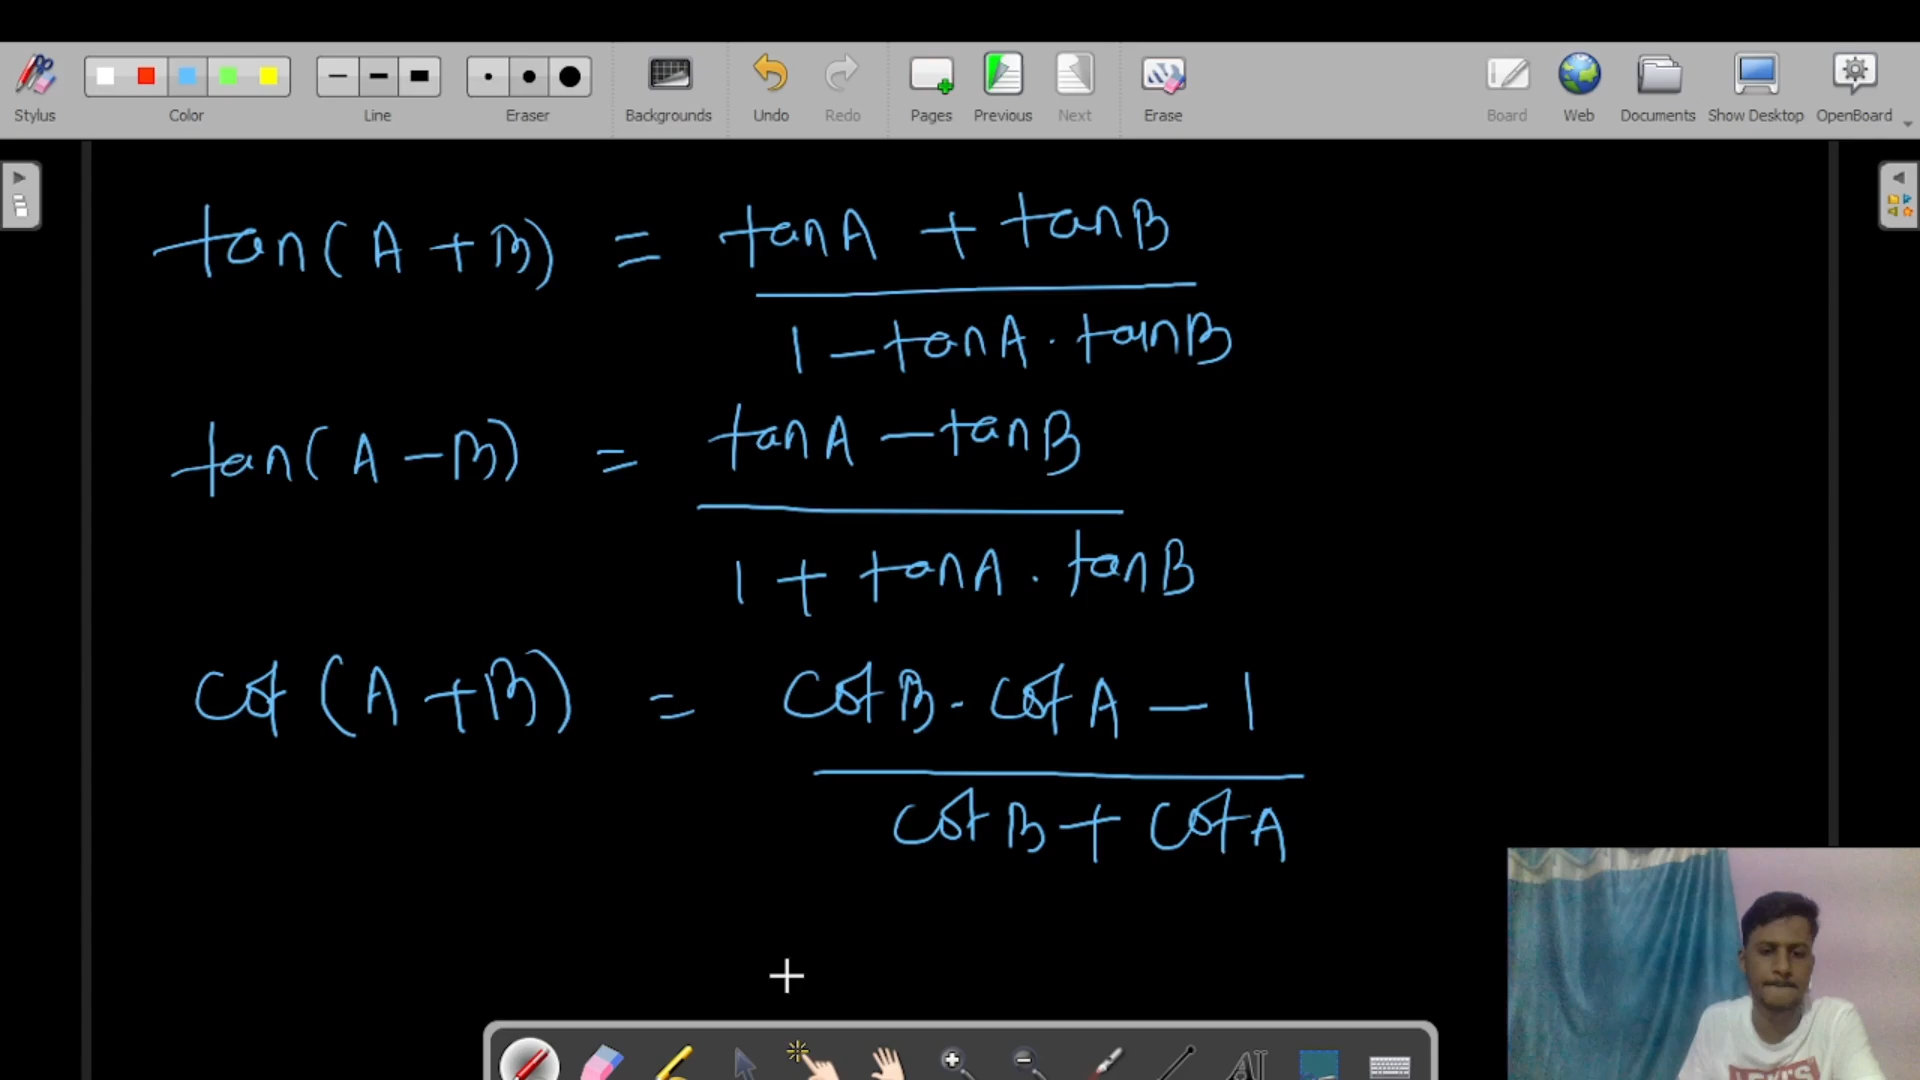 Stylus Color Line Eraser Backgrounds Undo Redo Pages Previous Next Erase Board Web Documents Show Desktop OpenBoard
tan(A+B) = tanA + tanB
1 - tanA . tanB
tan(A-B) = tanA - tanB
1 + tanA . tanB
cot(A+B) = cotB . cotA - 1
cotB + cotA